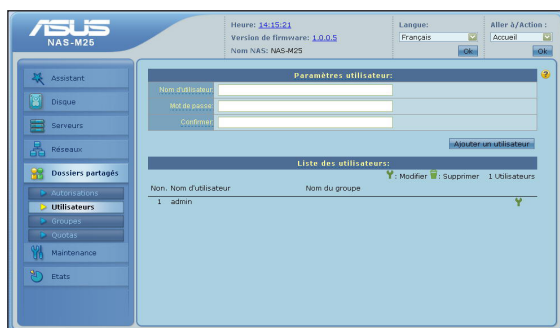 ASUS
NAS-M25
Heure: 14:15:21
Version de firmware: 1.0.0.5
Nom NAS: NAS-M25
Langue:
Français
Ok
Aller à/Action :
Accueil
Ok
Assistant
Disque
Serveurs
Réseaux
Dossiers partagés
Autorisations
Utilisateurs
Groupes
Quotas
Maintenance
Etats
Paramètres utilisateur:
Nom d'utilisateur:
Mot de passe:
Confirmer:
Ajouter un utilisateur
Liste des utilisateurs:
: Modifier : Supprimer 1 Utilisateurs
Non. Nom d'utilisateur Nom du groupe
1 admin